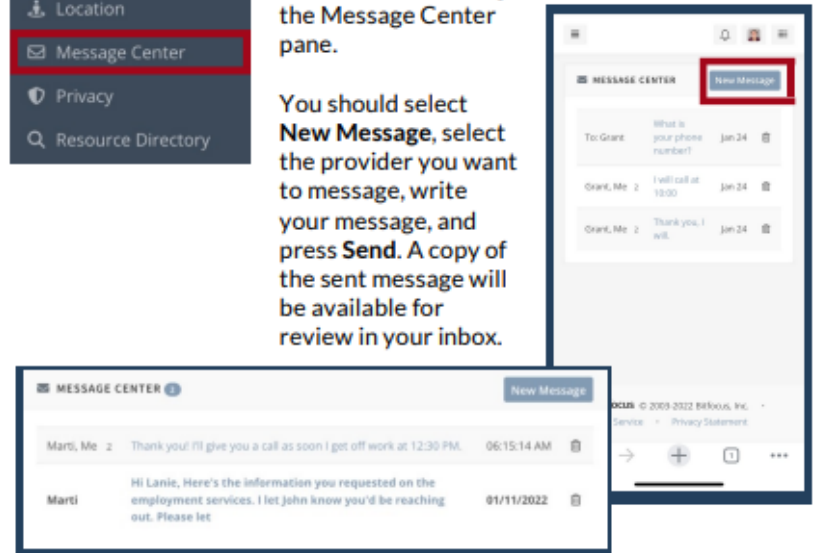 Location
Message Center
Privacy
Resource Directory
the Message Center
pane.
You should select
New Message, select
the provider you want
to message, write
your message, and
press Send. A copy of
the sent message will
be available for
review in your inbox.
MESSAGE CENTER New Message
To: Grant
What is
your phone
number?
Jan 24
Grant, Me 2
I will call at
10:00
Jan 24
Grant, Me 2
Thank you, I
will.
Jan 24
© 2003-2022 Bitfocus, Inc.
Service Privacy Statement
1
MESSAGE CENTER 2 New Message
Marti, Me 2 Thank you! I'll give you a call as soon I get off work at 12:30 PM. 06:15:14 AM
Marti
Hi Lanie, Here's the information you requested on the
employment services. I let John know you'd be reaching
out. Please let
01/11/2022